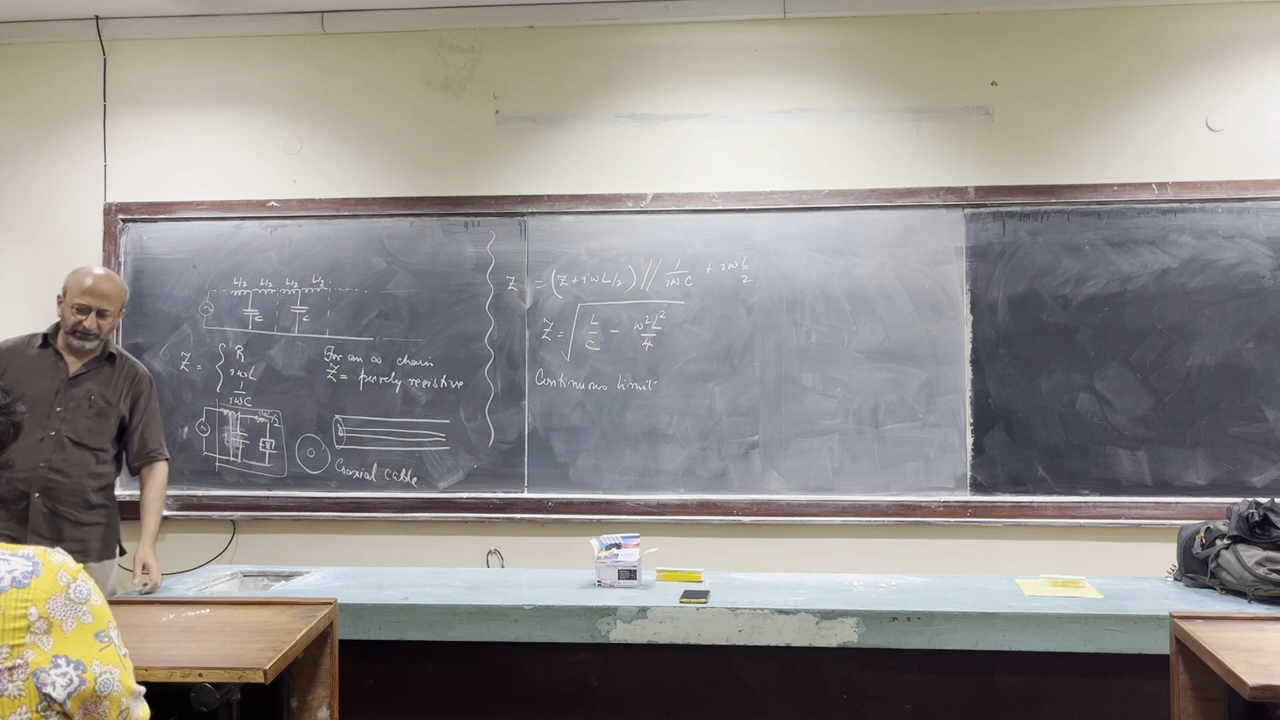 L/2 L/2 L/2 L/2
C C
Z̃ = { R
iωL
1/iωC
For an ∞ chain
Z̃ = purely resistive
Coaxial cable
Z = (Z + iωL/2) // 1/iωC + iωL/2
Z̃ = √(L/C - ω²L²/4)
Continuous limit